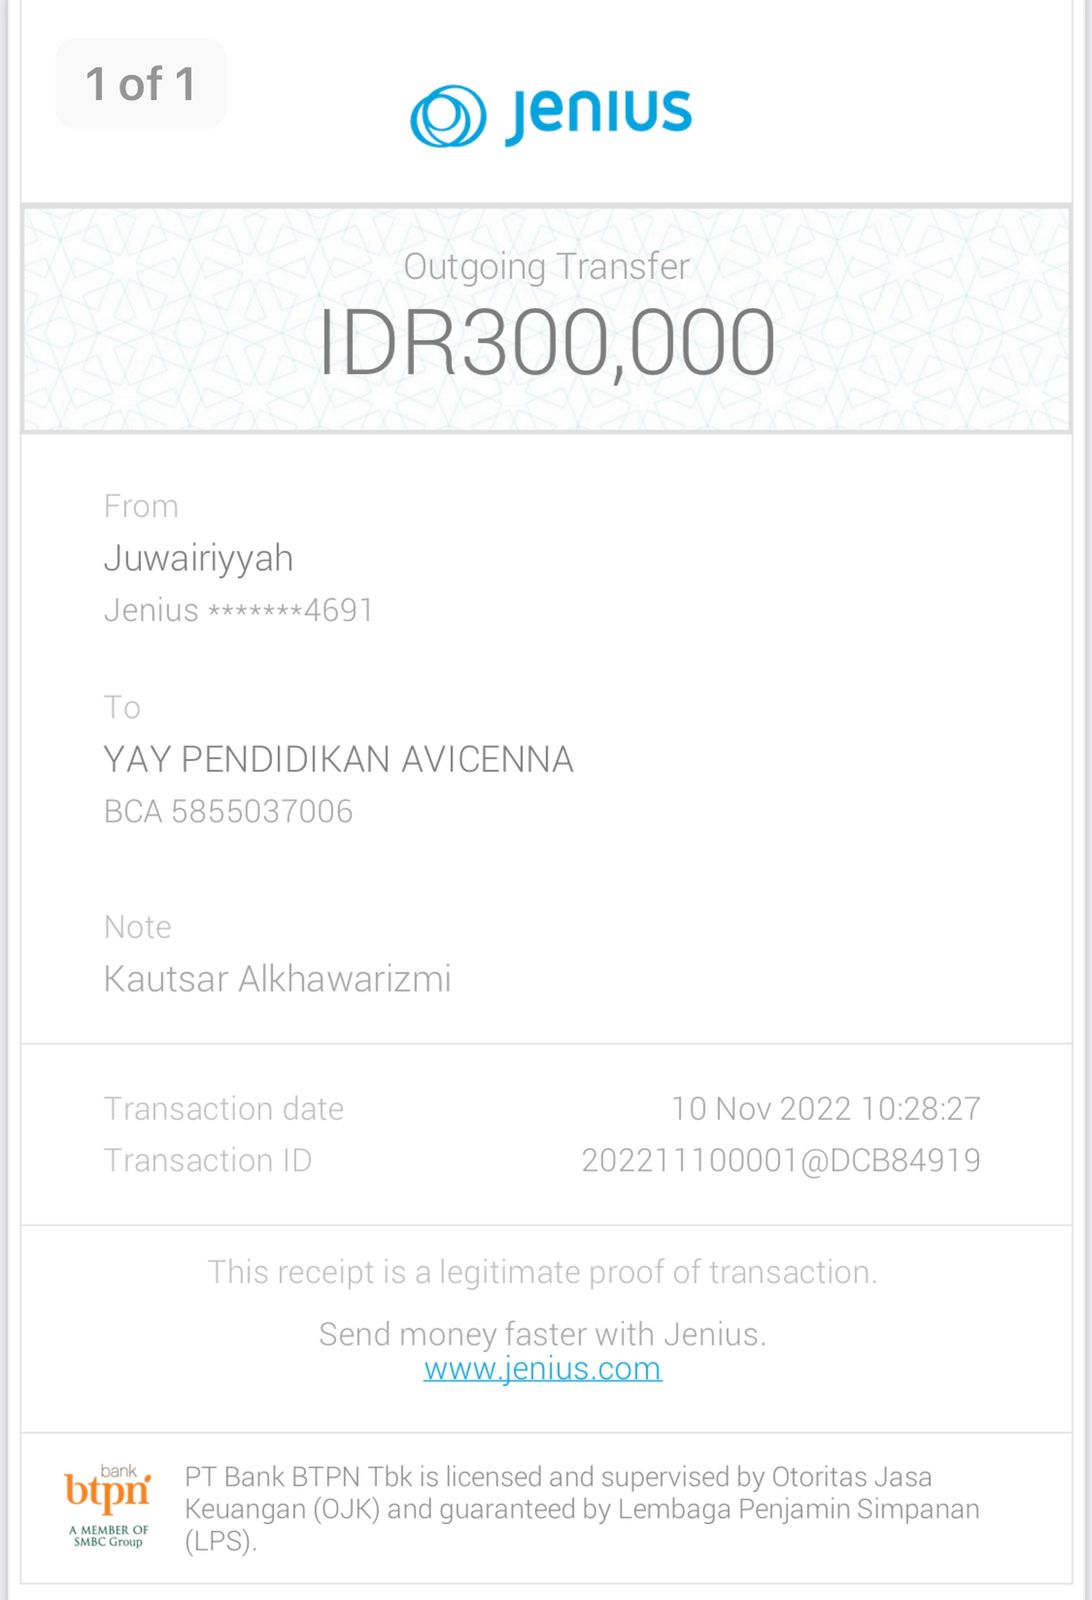 1 of 1
Jenius
Outgoing Transfer
IDR300,000
From
Juwairiyyah
Jenius *******4691
To
YAY PENDIDIKAN AVICENNA
BCA 5855037006
Note
Kautsar Alkhawarizmi
Transaction date 10 Nov 2022 10:28:27
Transaction ID 202211100001@DCB84919
This receipt is a legitimate proof of transaction.
Send money faster with Jenius.
www.jenius.com
bank
btpn
A MEMBER OF
SMBC Group
PT Bank BTPN Tbk is licensed and supervised by Otoritas Jasa
Keuangan (OJK) and guaranteed by Lembaga Penjamin Simpanan
(LPS).